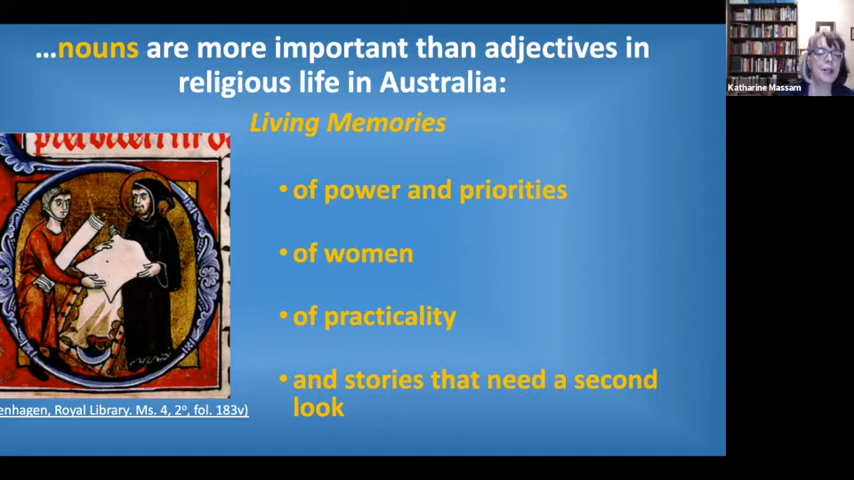 ...nouns are more important than adjectives in
religious life in Australia:
Living Memories
• of power and priorities
• of women
• of practicality
• and stories that need a second
look
enhagen, Royal Library. Ms. 4, 2º, fol. 183v)
Katharine Massam